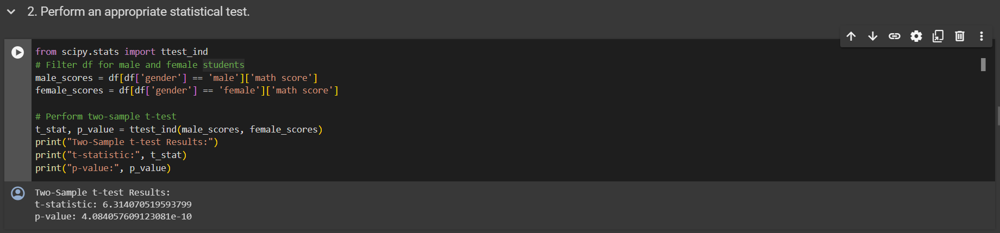 2. Perform an appropriate statistical test.
from scipy.stats import ttest_ind
# Filter df for male and female students
male_scores = df[df['gender'] == 'male']['math score']
female_scores = df[df['gender'] == 'female']['math score']
# Perform two-sample t-test
t_stat, p_value = ttest_ind(male_scores, female_scores)
print("Two-Sample t-test Results:")
print("t-statistic:", t_stat)
print("p-value:", p_value)
Two-Sample t-test Results:
t-statistic: 6.314070519593799
p-value: 4.084057609123081e-10